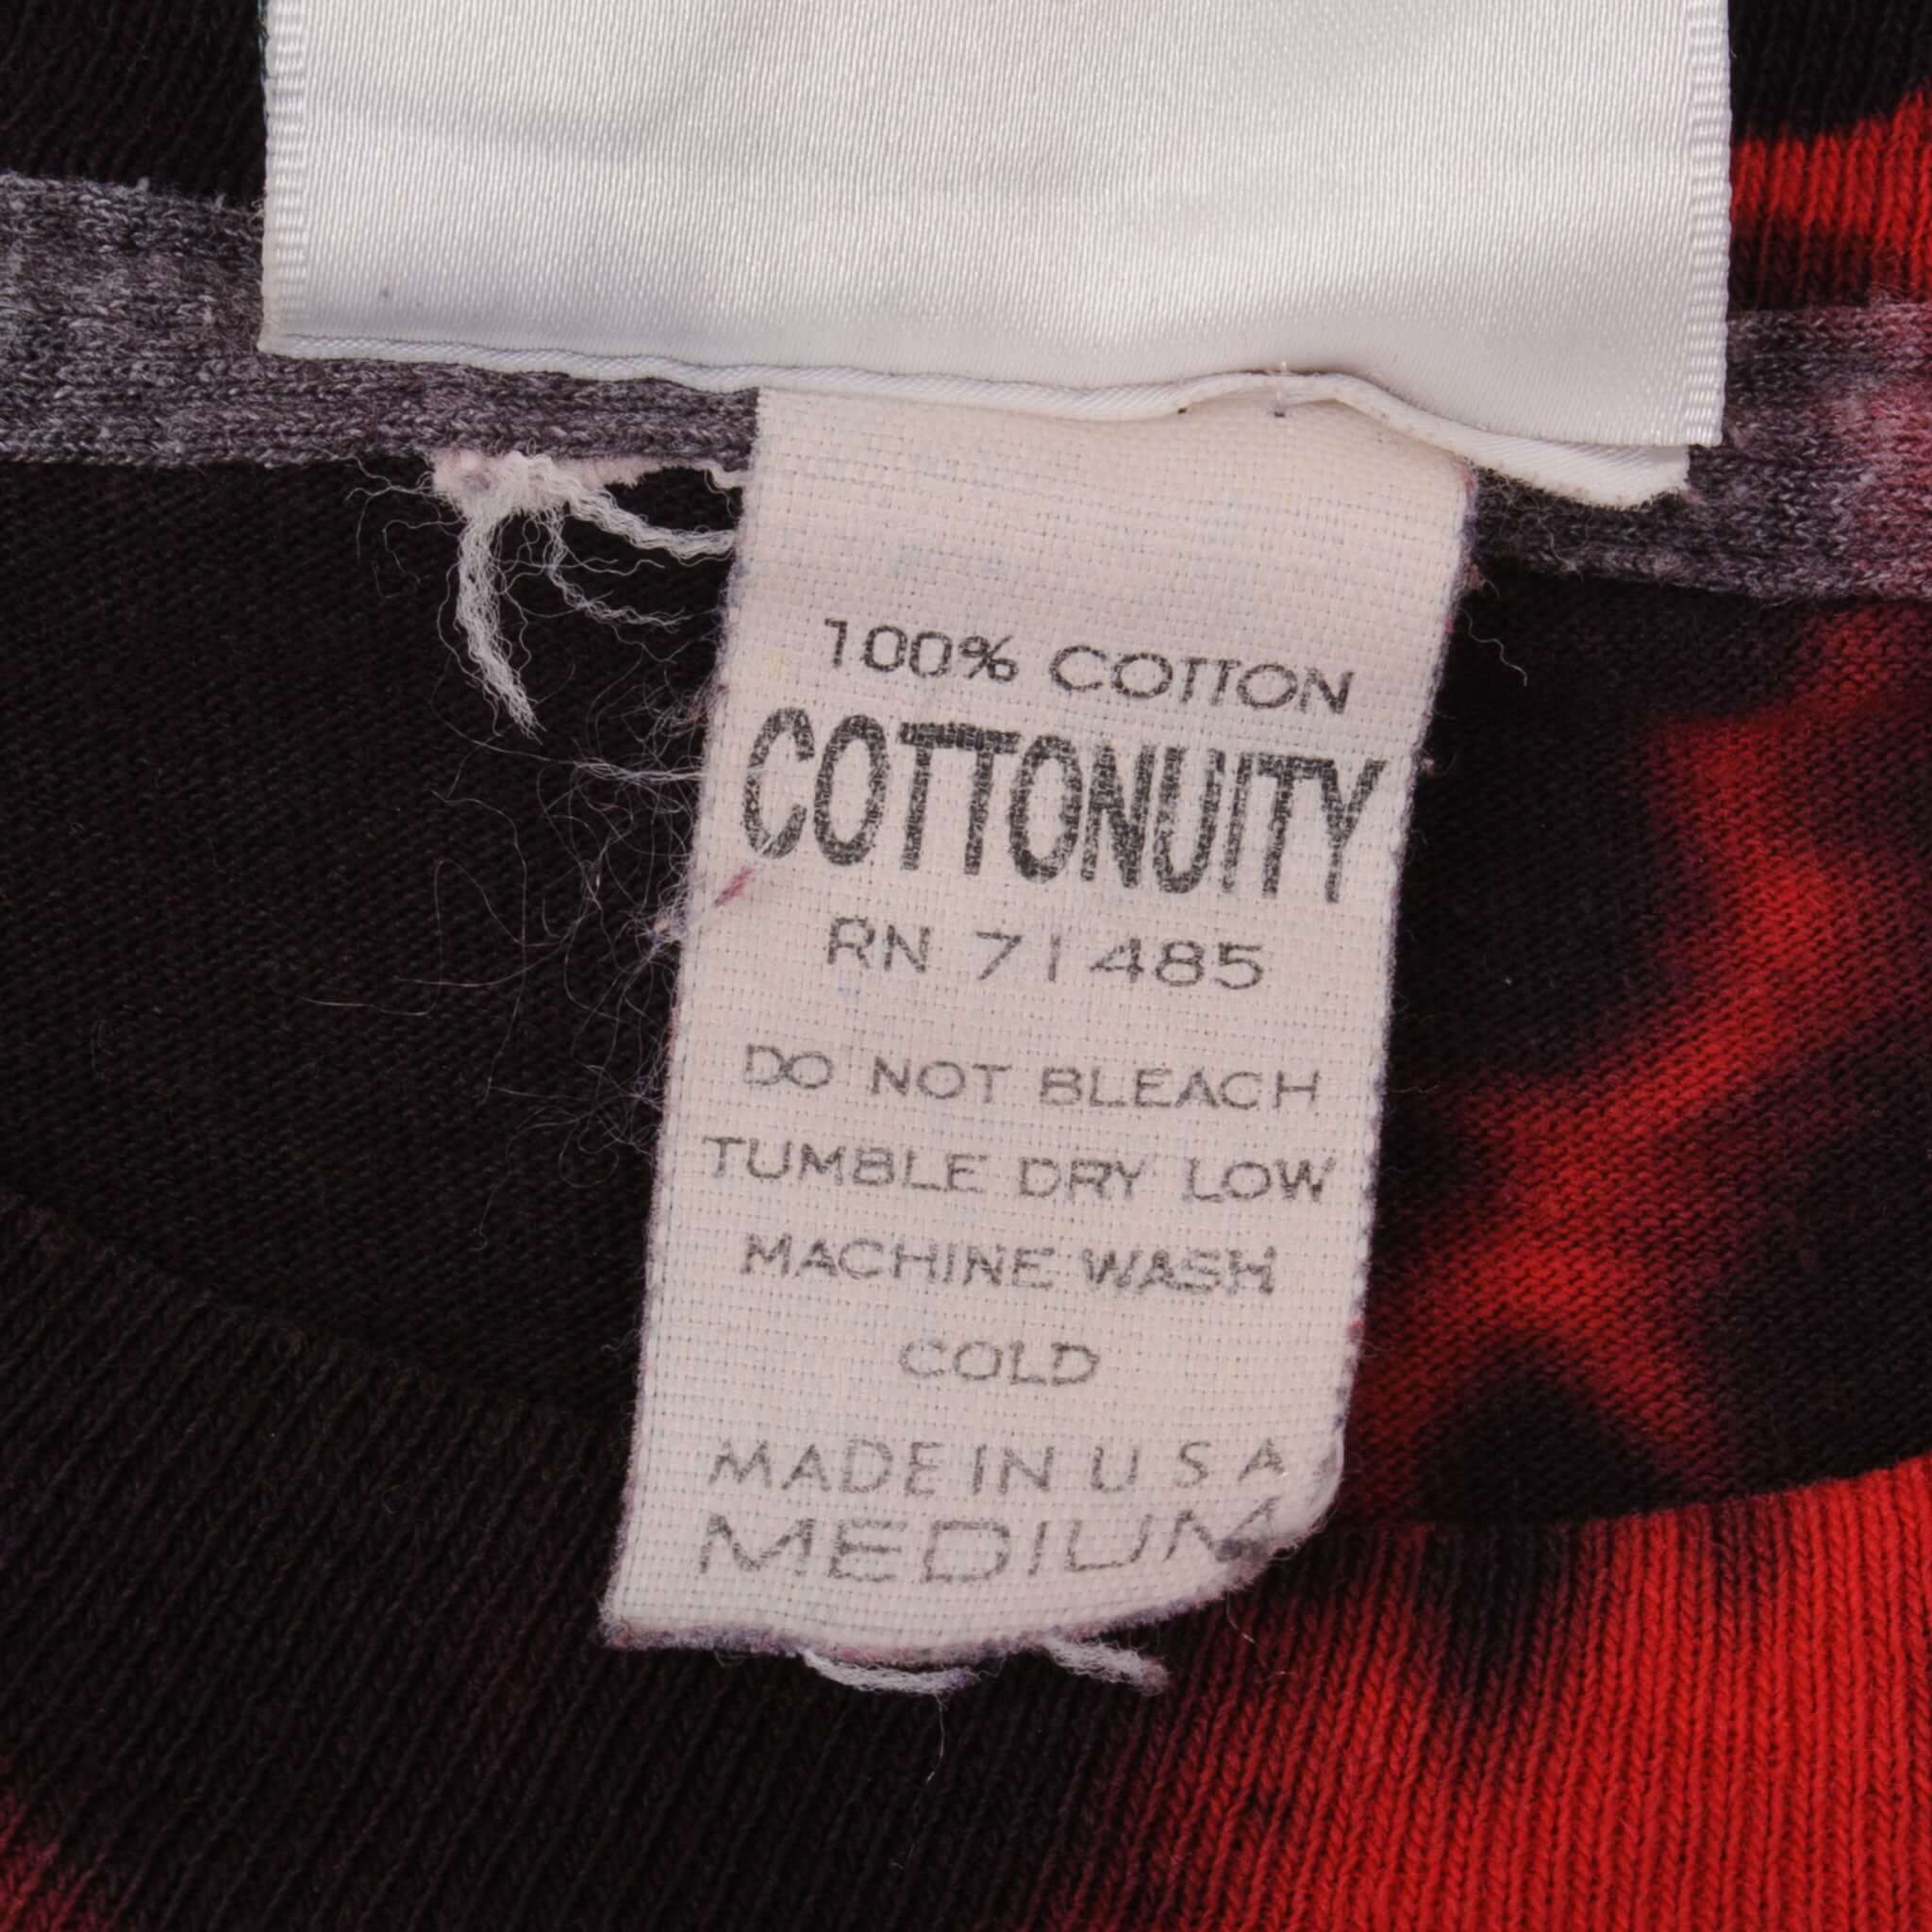 100% COTTON
COTTONUITY
RN 71485
DO NOT BLEACH
TUMBLE DRY LOW
MACHINE WASH
COLD
MADE IN U S A
MEDIUM